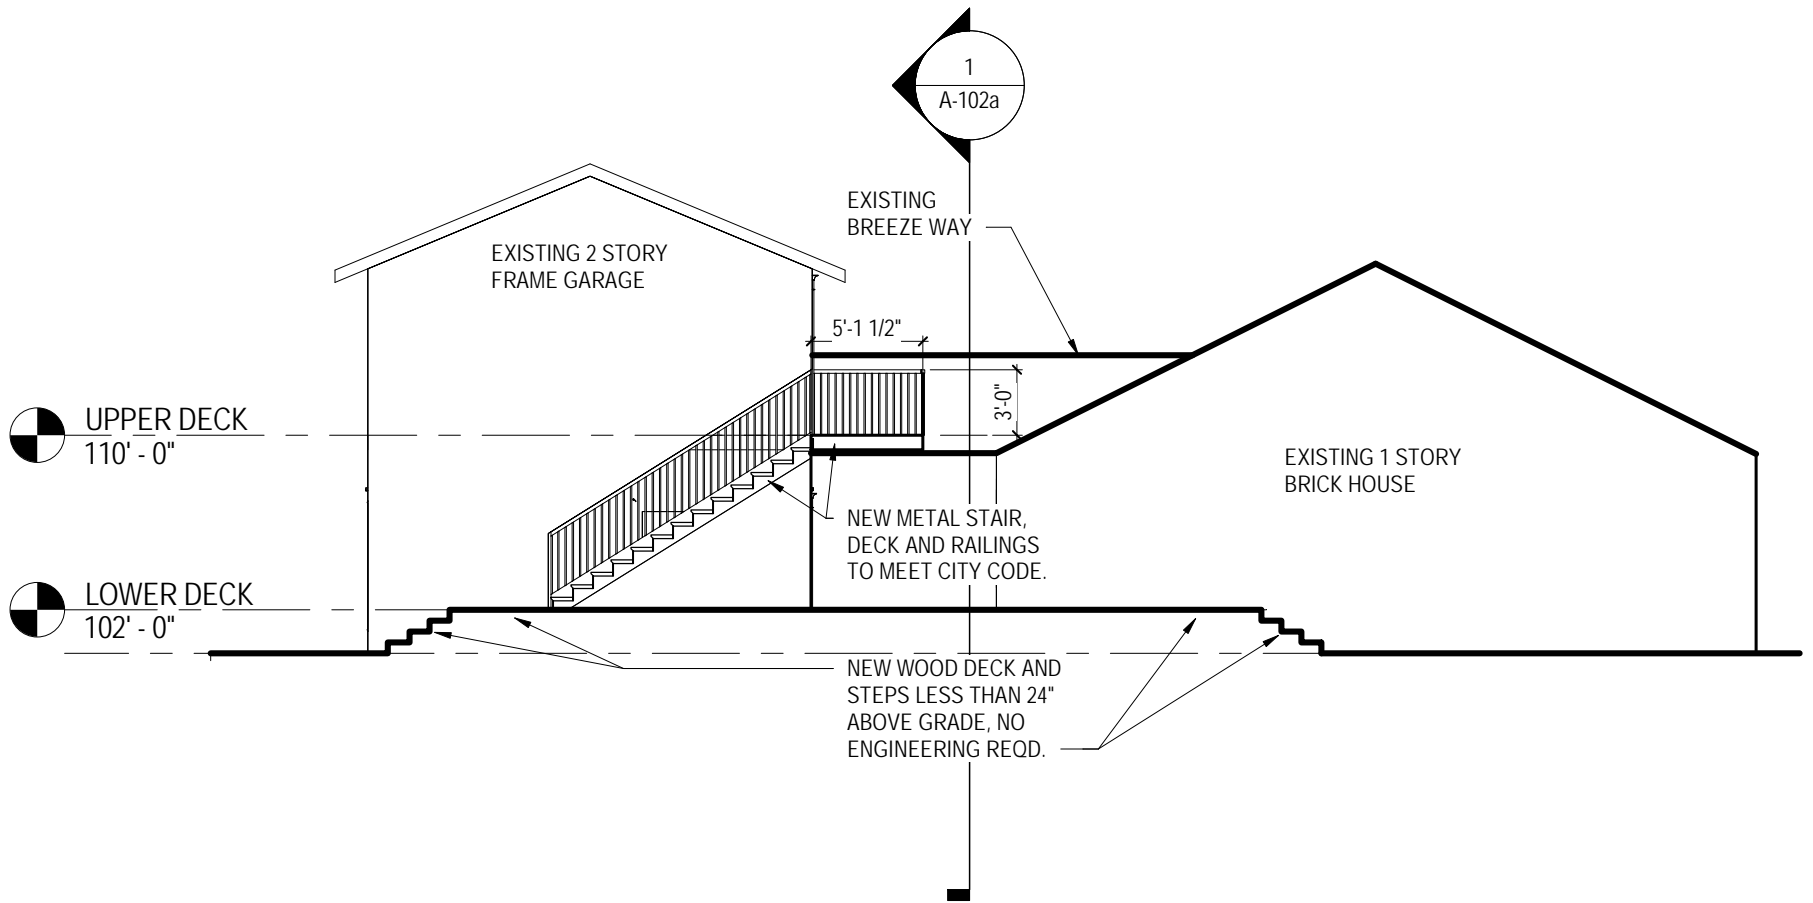 1
A-102a
EXISTING
BREEZE WAY
EXISTING 2 STORY
FRAME GARAGE
5'-1 1/2"
3'-0"
UPPER DECK
110' - 0"
EXISTING 1 STORY
BRICK HOUSE
NEW METAL STAIR,
DECK AND RAILINGS
TO MEET CITY CODE.
LOWER DECK
102' - 0"
NEW WOOD DECK AND
STEPS LESS THAN 24"
ABOVE GRADE, NO
ENGINEERING REQD.